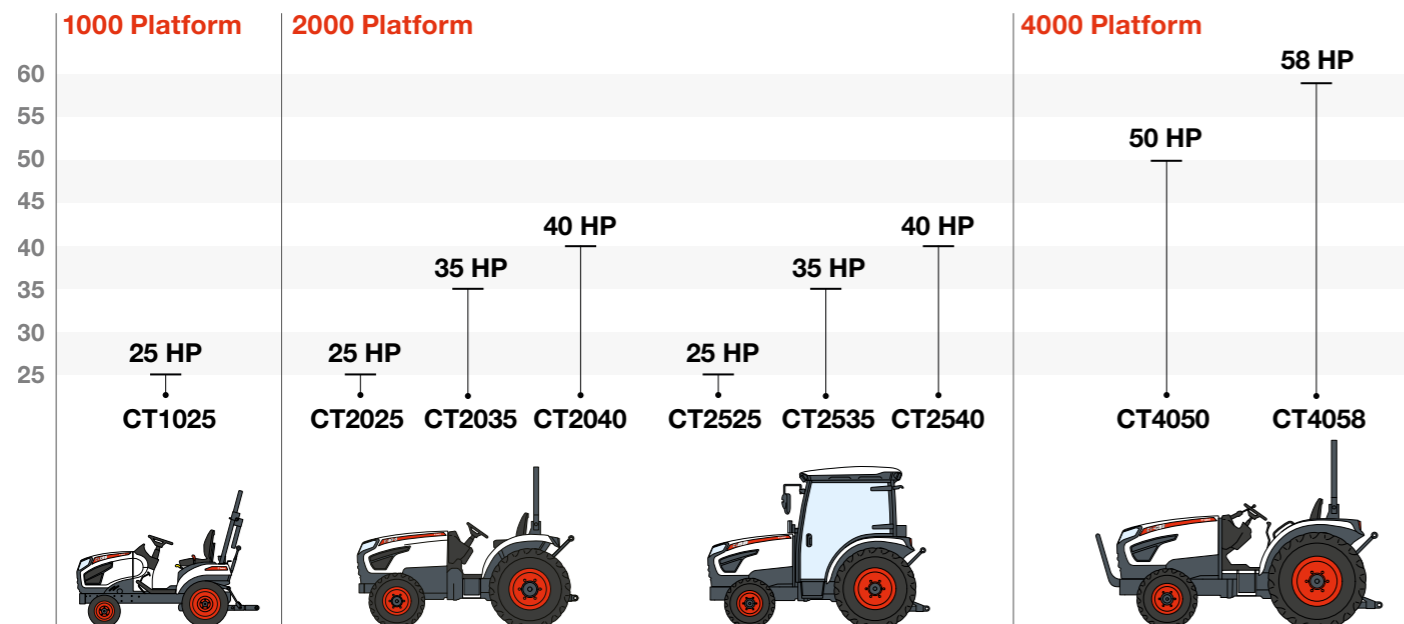 1000 Platform
2000 Platform
4000 Platform
60
55
50
45
40
35
30
25
25 HP
25 HP
35 HP
40 HP
25 HP
35 HP
40 HP
50 HP
58 HP
CT1025
CT2025
CT2035
CT2040
CT2525
CT2535
CT2540
CT4050
CT4058